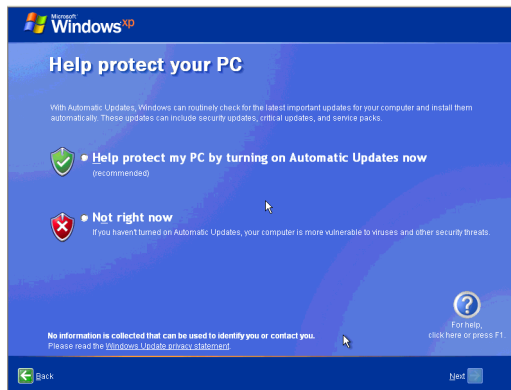 Microsoft
Windows xp
Help protect your PC
With Automatic Updates, Windows can routinely check for the latest important updates for your computer and install them
automatically. These updates can include security updates, critical updates, and service packs.
Help protect my PC by turning on Automatic Updates now
(recommended)
Not right now
If you haven't turned on Automatic Updates, your computer is more vulnerable to viruses and other security threats.
For help,
click here or press F1.
No information is collected that can be used to identify you or contact you.
Please read the Windows Update privacy statement.
Back
Next